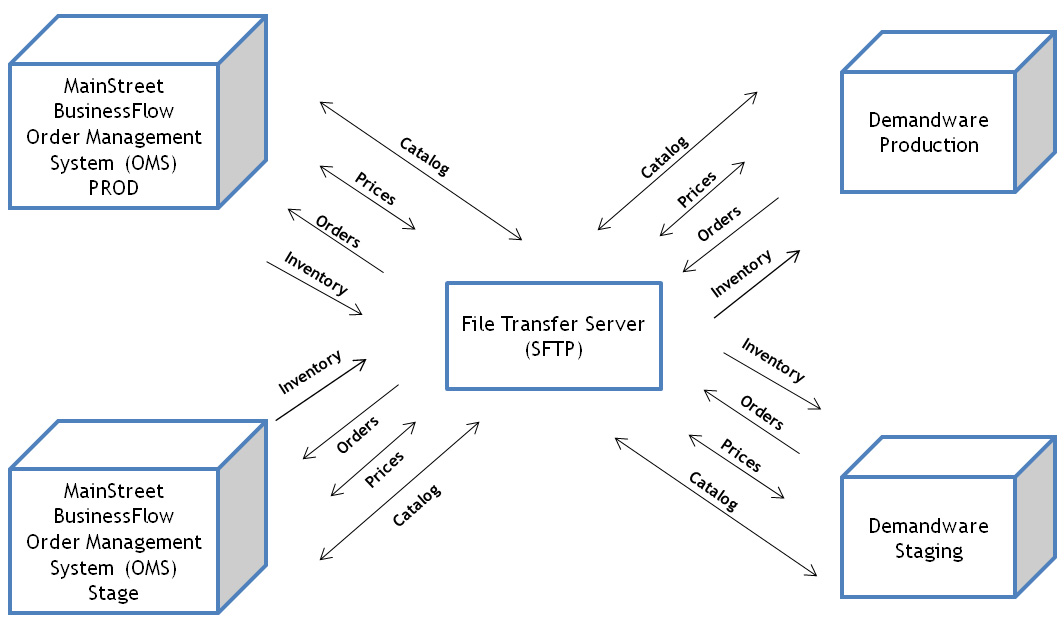 MainStreet
BusinessFlow
Order Management
System (OMS)
PROD
Demandware
Production
Catalog
Prices
Orders
Inventory
Catalog
Prices
Orders
Inventory
File Transfer Server
(SFTP)
Inventory
Orders
Prices
Catalog
Inventory
Orders
Prices
Catalog
MainStreet
BusinessFlow
Order Management
System (OMS)
Stage
Demandware
Staging